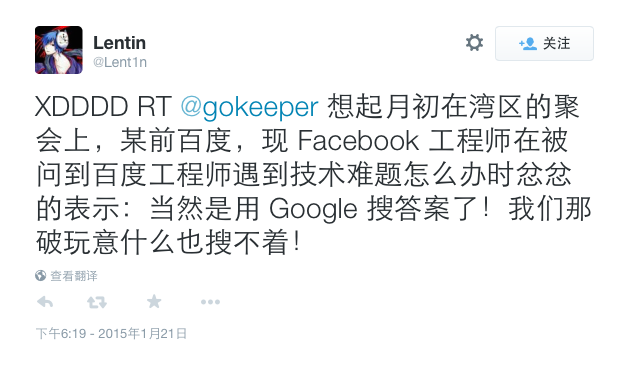 Lentin
@Lent1n
关注
XDDDD RT @gokeeper 想起月初在湾区的聚
会上，某前百度，现 Facebook 工程师在被
问到百度工程师遇到技术难题怎么办时忿忿
的表示：当然是用 Google 搜答案了！我们那
破玩意什么也搜不着！
查看翻译
下午6:19 - 2015年1月21日